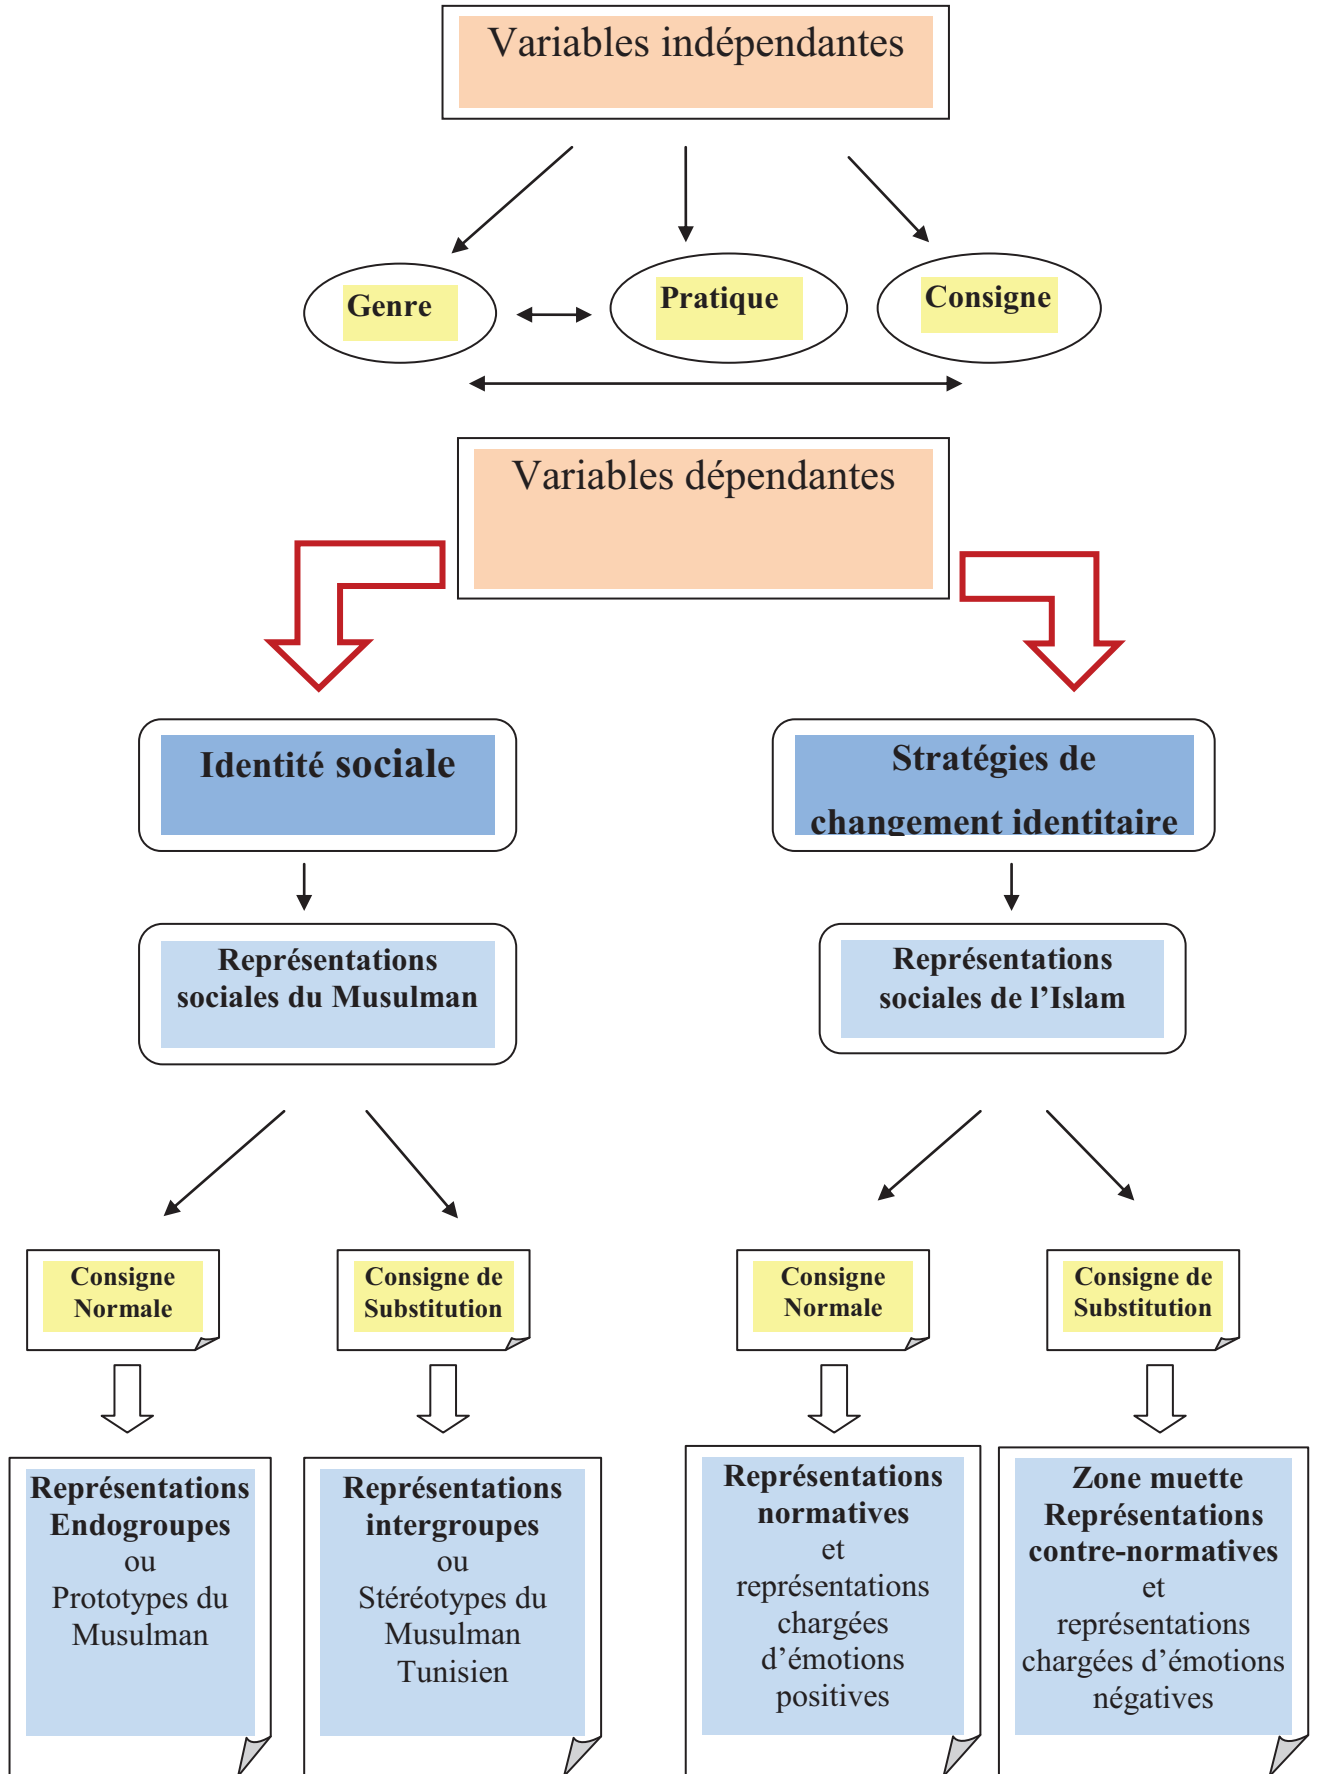 Variables indépendantes
Genre
Pratique
Consigne
Variables dépendantes
Identité sociale
Stratégies de
changement identitaire
Représentations
sociales du Musulman
Représentations
sociales de l’Islam
Consigne
Normale
Consigne de
Substitution
Consigne
Normale
Consigne de
Substitution
Représentations
Endogroupes
ou
Prototypes du
Musulman
Représentations
intergroupes
ou
Stéréotypes du
Musulman
Tunisien
Représentations
normatives
et
représentations
chargées
d’émotions
positives
Zone muette
Représentations
contre-normatives
et
représentations
chargées d’émotions
négatives